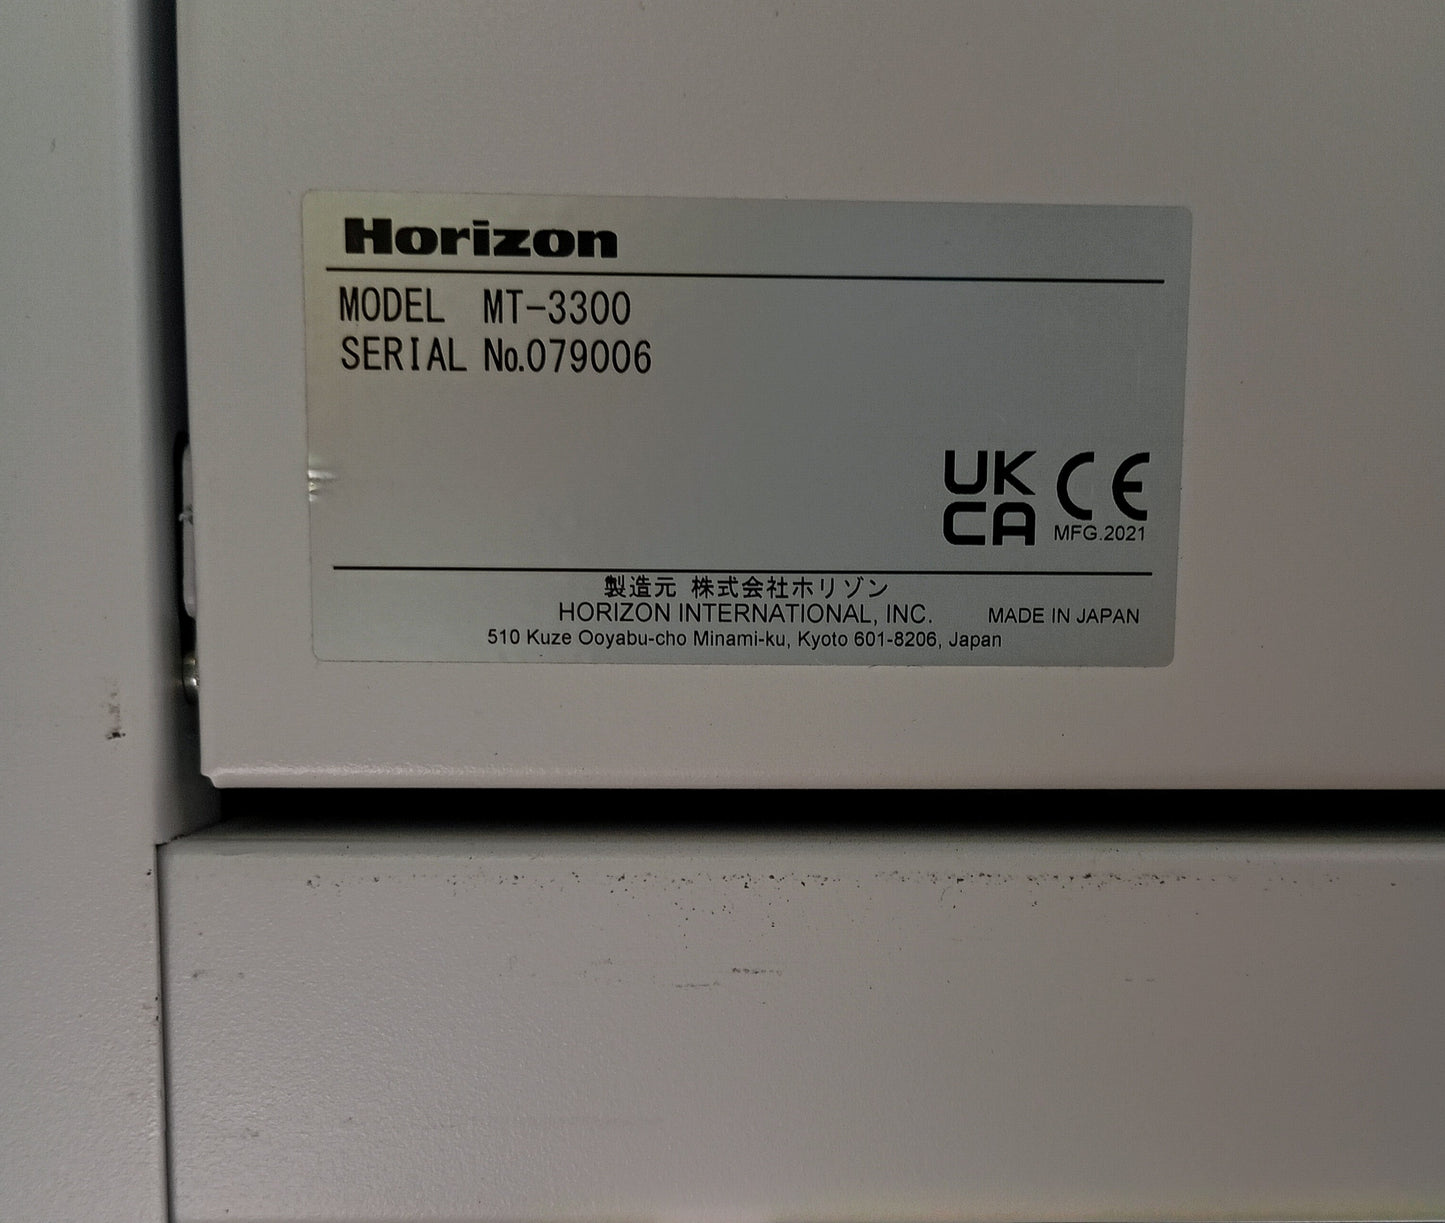 Horizon
MODEL MT-3300
SERIAL No.079006
UK
CA
CE
MFG.2021
製造元 株式会社ホリゾン
HORIZON INTERNATIONAL, INC.
MADE IN JAPAN
510 Kuze Ooyabu-cho Minami-ku, Kyoto 601-8206, Japan